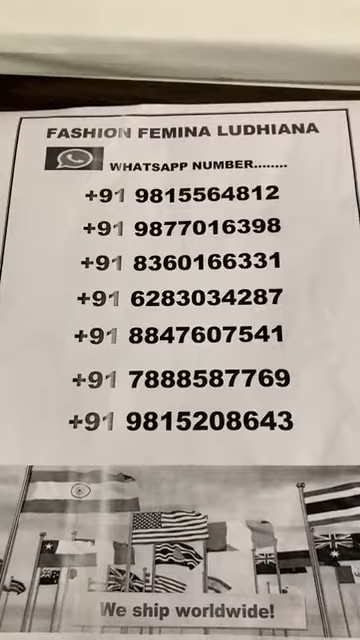 FASHION FEMINA LUDHIANA
WHATSAPP NUMBER........
+91 9815564812
+91 9877016398
+91 8360166331
+91 6283034287
+91 8847607541
+91 7888587769
+91 9815208643
We ship worldwide!